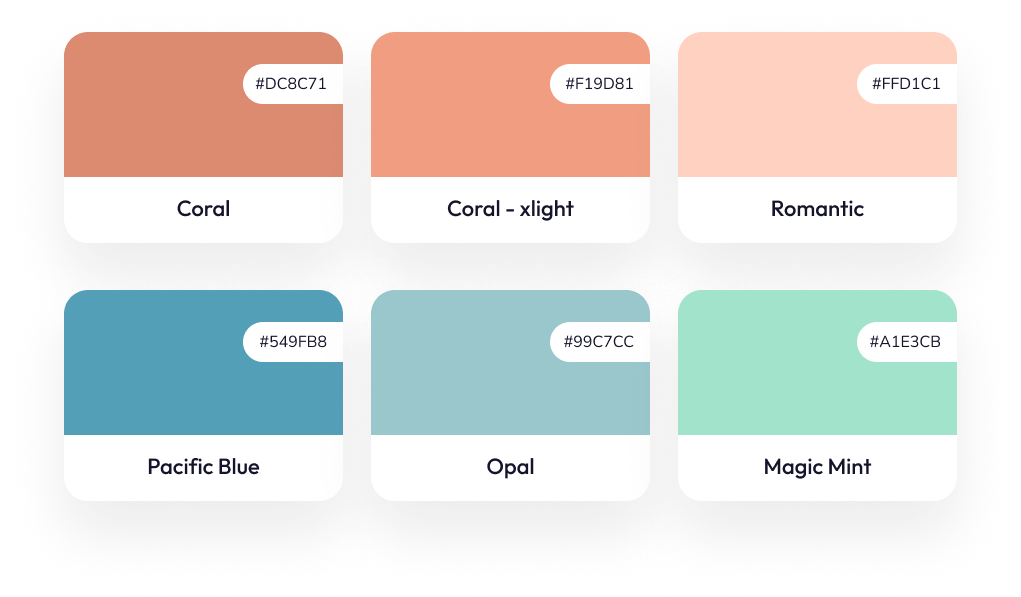 #DC8C71
#F19D81
#FFD1C1
Coral
Coral - xlight
Romantic
#549FB8
#99C7CC
#A1E3CB
Pacific Blue
Opal
Magic Mint